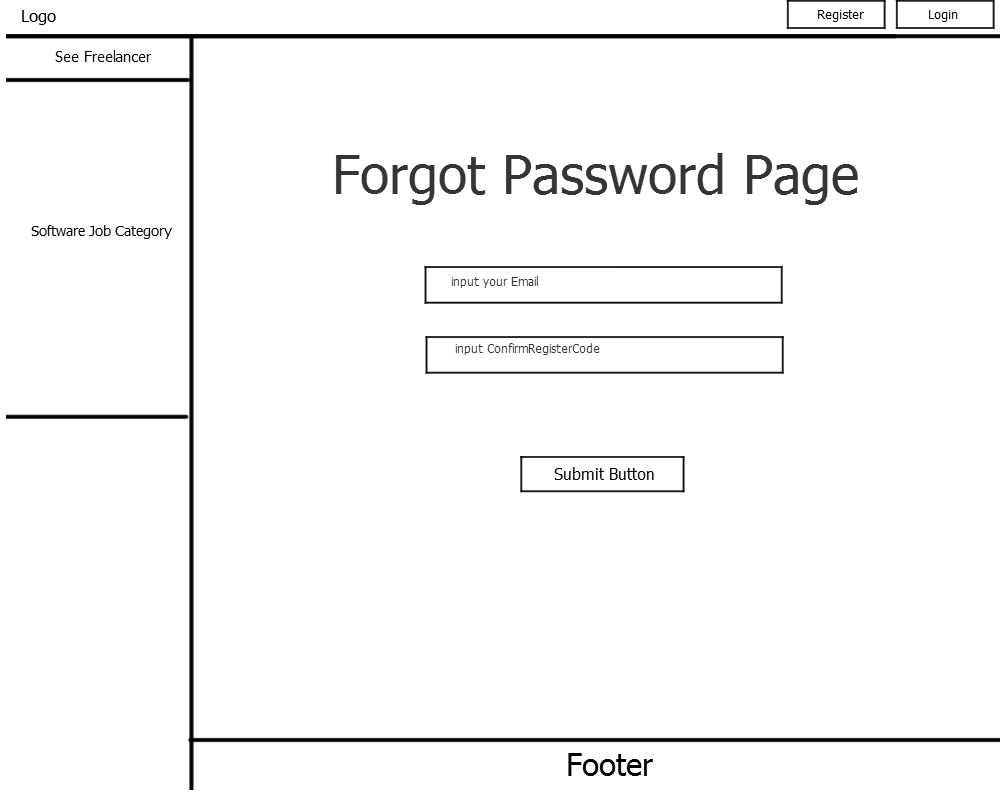 Logo
Register
Login
See Freelancer
Software Job Category
Forgot Password Page
input your Email
input ConfirmRegisterCode
Submit Button
Footer